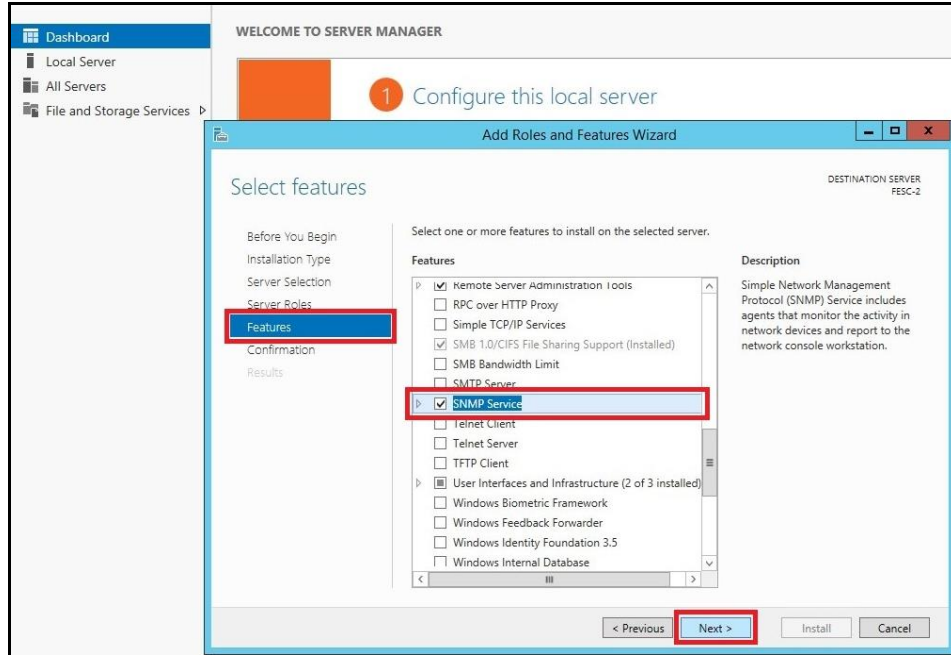 Dashboard
Local Server
All Servers
File and Storage Services
WELCOME TO SERVER MANAGER
1 Configure this local server
Add Roles and Features Wizard
Select features
DESTINATION SERVER
FESC-2
Before You Begin
Installation Type
Server Selection
Server Roles
Features
Confirmation
Results
Select one or more features to install on the selected server.
Features
Remote Server Administration Tools
RPC over HTTP Proxy
Simple TCP/IP Services
SMB 1.0/CIFS File Sharing Support (Installed)
SMB Bandwidth Limit
SMTP Server
SNMP Service
Telnet Client
Telnet Server
TFTP Client
User Interfaces and Infrastructure (2 of 3 installed)
Windows Biometric Framework
Windows Feedback Forwarder
Windows Identity Foundation 3.5
Windows Internal Database
Description
Simple Network Management
Protocol (SNMP) Service includes
agents that monitor the activity in
network devices and report to the
network console workstation.
< Previous
Next >
Install
Cancel